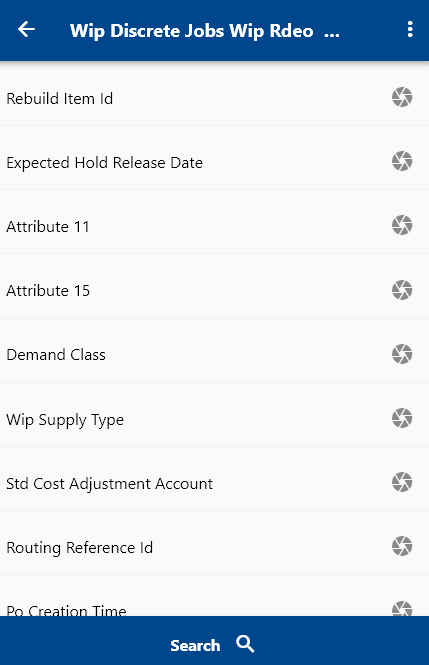 Wip Discrete Jobs Wip Rdeo ...
Rebuild Item Id
Expected Hold Release Date
Attribute 11
Attribute 15
Demand Class
Wip Supply Type
Std Cost Adjustment Account
Routing Reference Id
Po Creation Time
Search